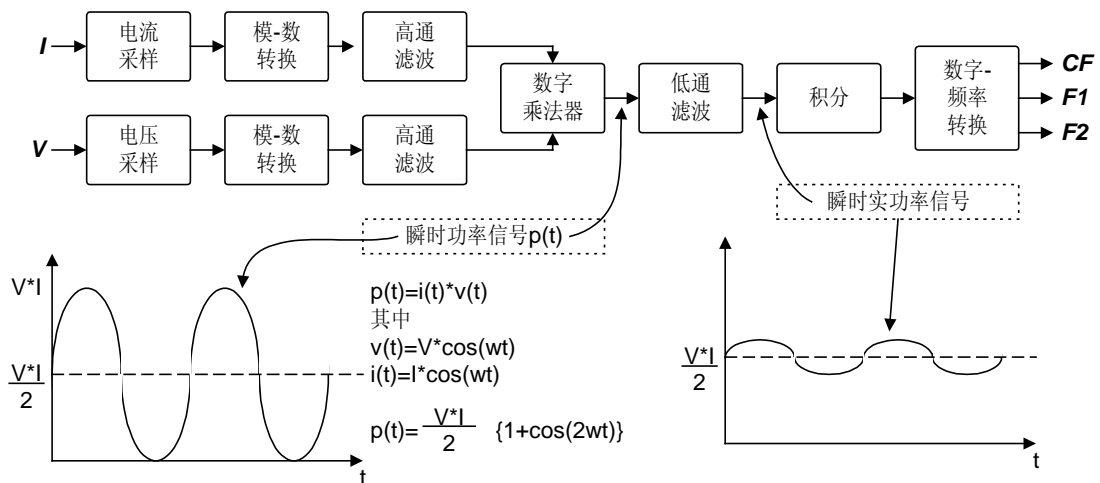 I
电流
采样
模-数
转换
高通
滤波
V
电压
采样
模-数
转换
高通
滤波
数字
乘法器
低通
滤波
积分
数字-
频率
转换
CF
F1
F2
瞬时功率信号p(t)
瞬时实功率信号
V*I
V*I
2
t
p(t)=i(t)*v(t)
其中
v(t)=V*cos(wt)
i(t)=I*cos(wt)
p(t)= V*I
2 {1+cos(2wt)}
V*I
2
t